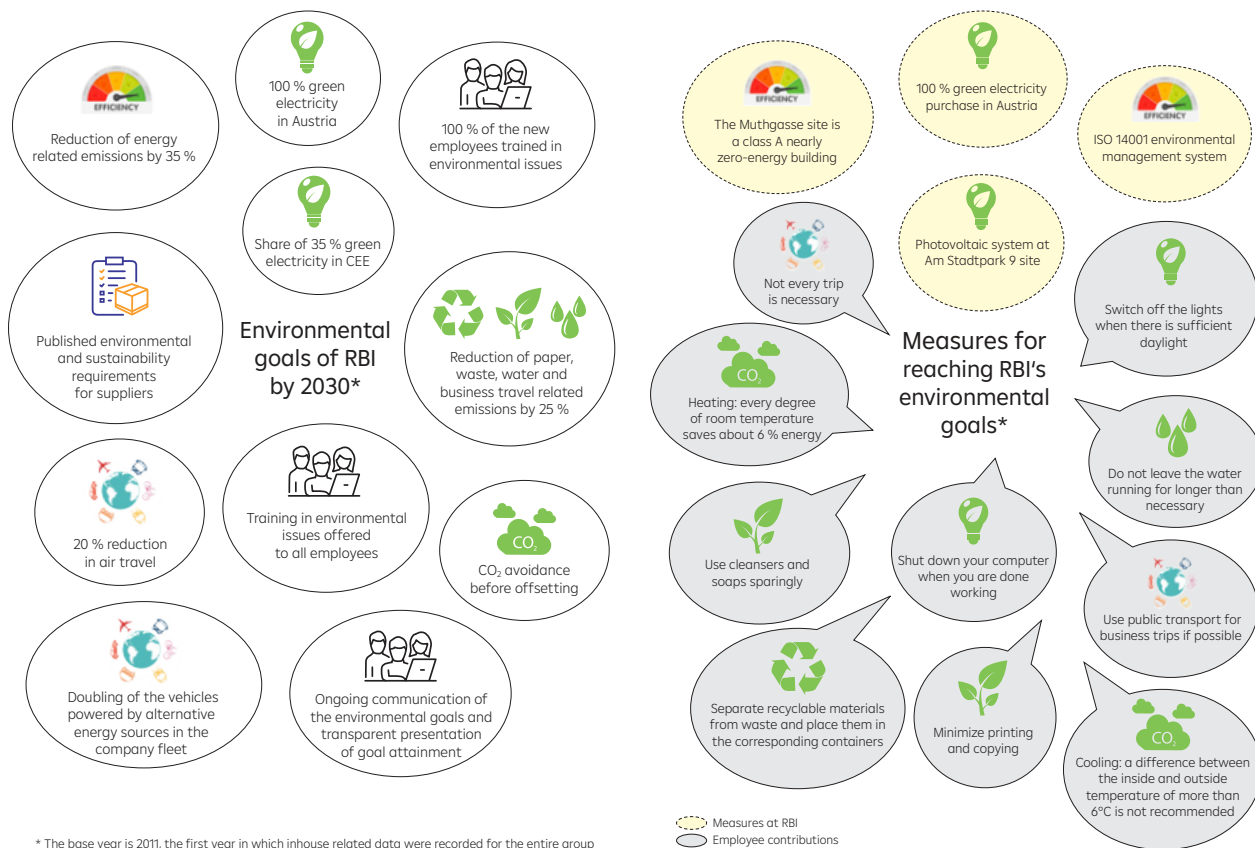 EFFICIENCY
Reduction of energy
related emissions by 35 %
100 % green
electricity
in Austria
100 % of the new
employees trained in
environmental issues
Share of 35 % green
electricity in CEE
Published environmental
and sustainability
requirements
for suppliers
Environmental
goals of RBI
by 2030*
Reduction of paper,
waste, water and
business travel related
emissions by 25 %
20 % reduction
in air travel
Training in environmental
issues offered
to all employees
CO₂
CO₂ avoidance
before offsetting
Doubling of the vehicles
powered by alternative
energy sources in the
company fleet
Ongoing communication of
the environmental goals and
transparent presentation
of goal attainment
* The base year is 2011, the first year in which inhouse related data were recorded for the entire group
EFFICIENCY
The Muthgasse site is
a class A nearly
zero-energy building
100 % green electricity
purchase in Austria
EFFICIENCY
ISO 14001 environmental
management system
Not every trip
is necessary
Photovoltaic system at
Am Stadtpark 9 site
Switch off the lights
when there is sufficient
daylight
CO₂
Heating: every degree
of room temperature
saves about 6 % energy
Measures for
reaching RBI's
environmental
goals*
Do not leave the water
running for longer than
necessary
Use cleansers and
soaps sparingly
Shut down your computer
when you are done
working
Use public transport for
business trips if possible
Separate recyclable materials
from waste and place them in
the corresponding containers
Minimize printing
and copying
CO₂
Cooling: a difference between
the inside and outside
temperature of more than
6°C is not recommended
Measures at RBI
Employee contributions